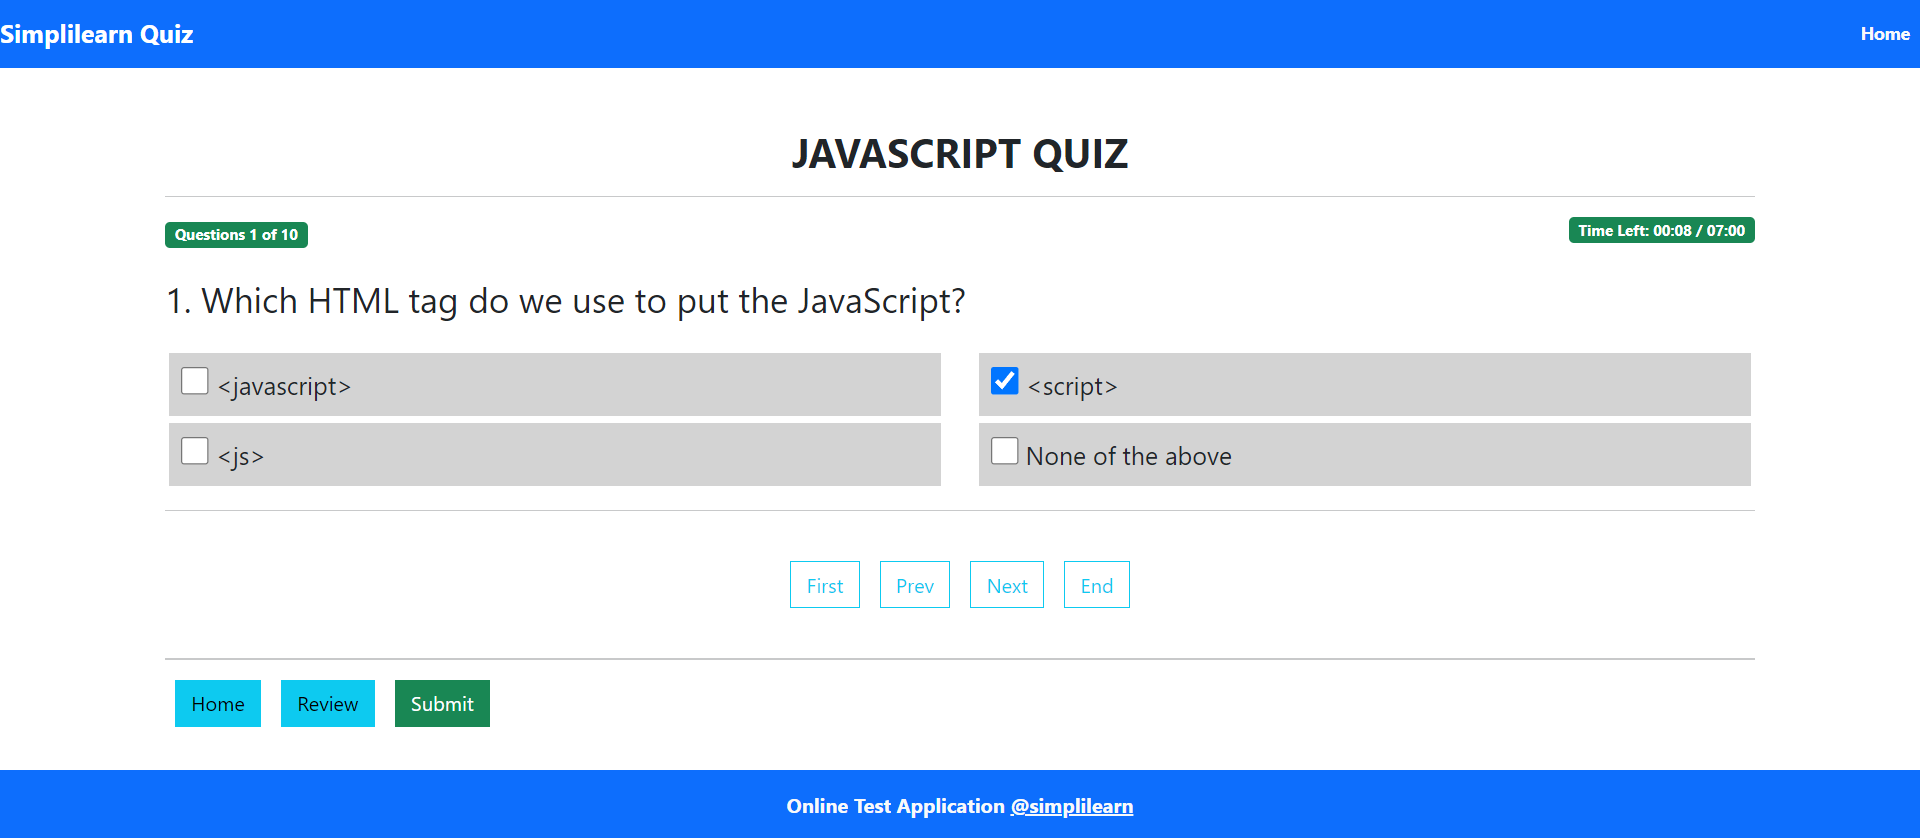 Simplilearn Quiz
Home
JAVASCRIPT QUIZ
Questions 1 of 10
Time Left: 00:08 / 07:00
1. Which HTML tag do we use to put the JavaScript?
<javascript>
<script>
<js>
None of the above
First
Prev
Next
End
Home
Review
Submit
Online Test Application @simplilearn